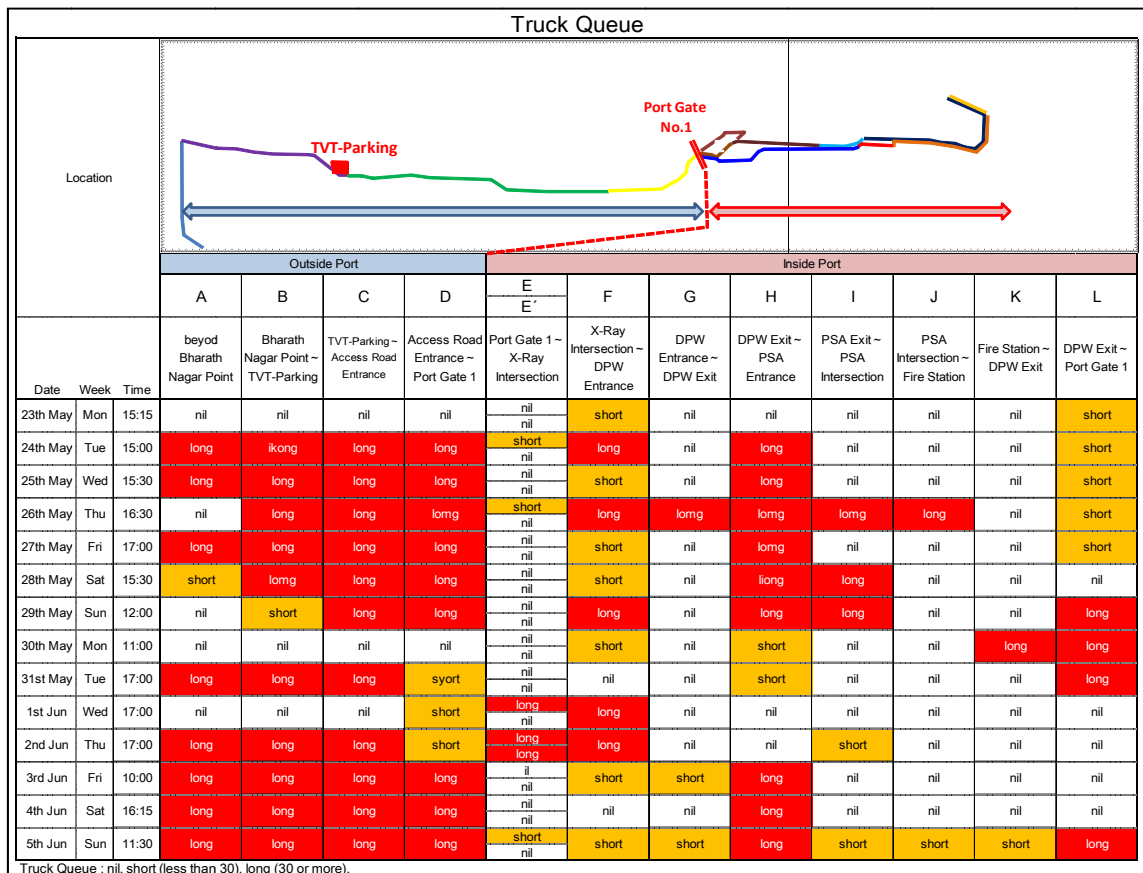 Truck Queue
Location
TVT-Parking
Port Gate
No.1
Outside Port
Inside Port
A B C D E F G H I J K L
E´
Date Week Time
beyod Bharath Nagar Point
Bharath Nagar Point ~ TVT-Parking
TVT-Parking ~ Access Road Entrance
Access Road Entrance ~ Port Gate 1
Port Gate 1 ~ X-Ray Intersection
X-Ray Intersection ~ DPW Entrance
DPW Entrance ~ DPW Exit
DPW Exit ~ PSA Entrance
PSA Exit ~ PSA Intersection
PSA Intersection ~ Fire Station
Fire Station ~ DPW Exit
DPW Exit ~ Port Gate 1
23th May Mon 15:15 nil nil nil nil nil short nil nil nil nil nil short
nil
24th May Tue 15:00 long ikong long long short long nil long nil nil nil short
nil
25th May Wed 15:30 long long long long nil short nil long nil nil nil short
nil
26th May Thu 16:30 nil long long lomg short long lomg lomg lomg long nil short
nil
27th May Fri 17:00 long long long long nil short nil lomg nil nil nil short
nil
28th May Sat 15:30 short lomg long long nil short nil liong long nil nil nil
nil
29th May Sun 12:00 nil short long long nil long nil long long nil nil long
nil
30th May Mon 11:00 nil nil nil nil nil short nil short nil nil long long
nil
31st May Tue 17:00 long long long syort nil nil nil short nil nil nil long
nil
1st Jun Wed 17:00 nil nil nil short long long nil nil nil nil nil nil
nil
2nd Jun Thu 17:00 long long long short long long nil nil short nil nil nil
long
3rd Jun Fri 10:00 long long long long il short short long nil nil nil nil
nil
4th Jun Sat 16:15 long long long long nil nil nil long nil nil nil nil
nil
5th Jun Sun 11:30 long long long long short short short long short short short long
nil
Truck Queue : nil, short (less than 30), long (30 or more).